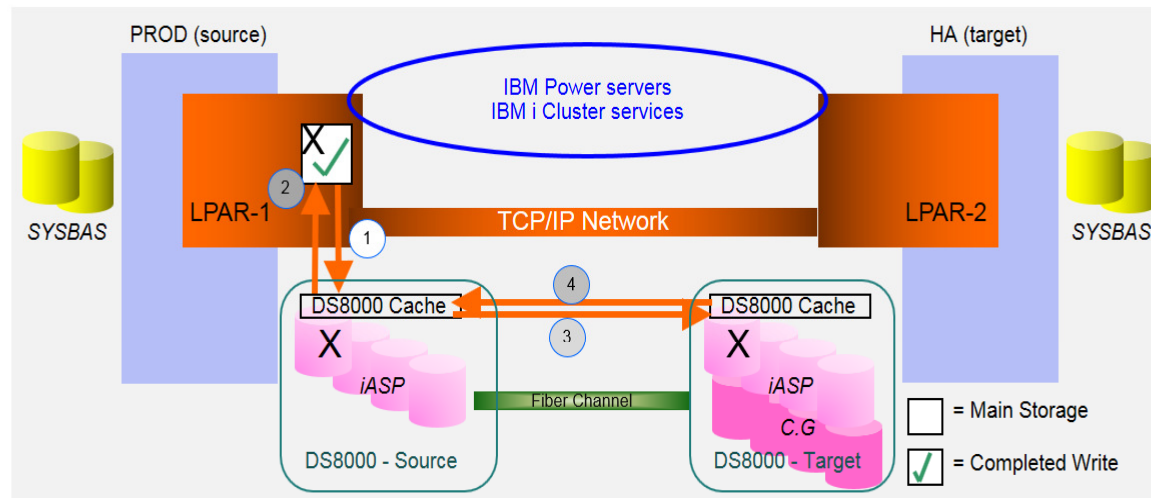 PROD (source)
HA (target)
IBM Power servers
IBM i Cluster services
X
2
LPAR-1
LPAR-2
SYSBAS
SYSBAS
TCP/IP Network
1
4
DS8000 Cache
DS8000 Cache
3
X
X
iASP
iASP
Fiber Channel
C.G
= Main Storage
DS8000 - Source
DS8000 - Target
= Completed Write